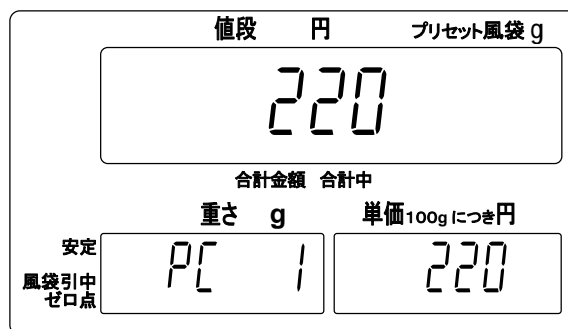 値段 円 プリセット風袋 g
220
合計金額 合計中
重さ g 単価100gにつき円
安定
風袋引中
ゼロ点
PC 1 220